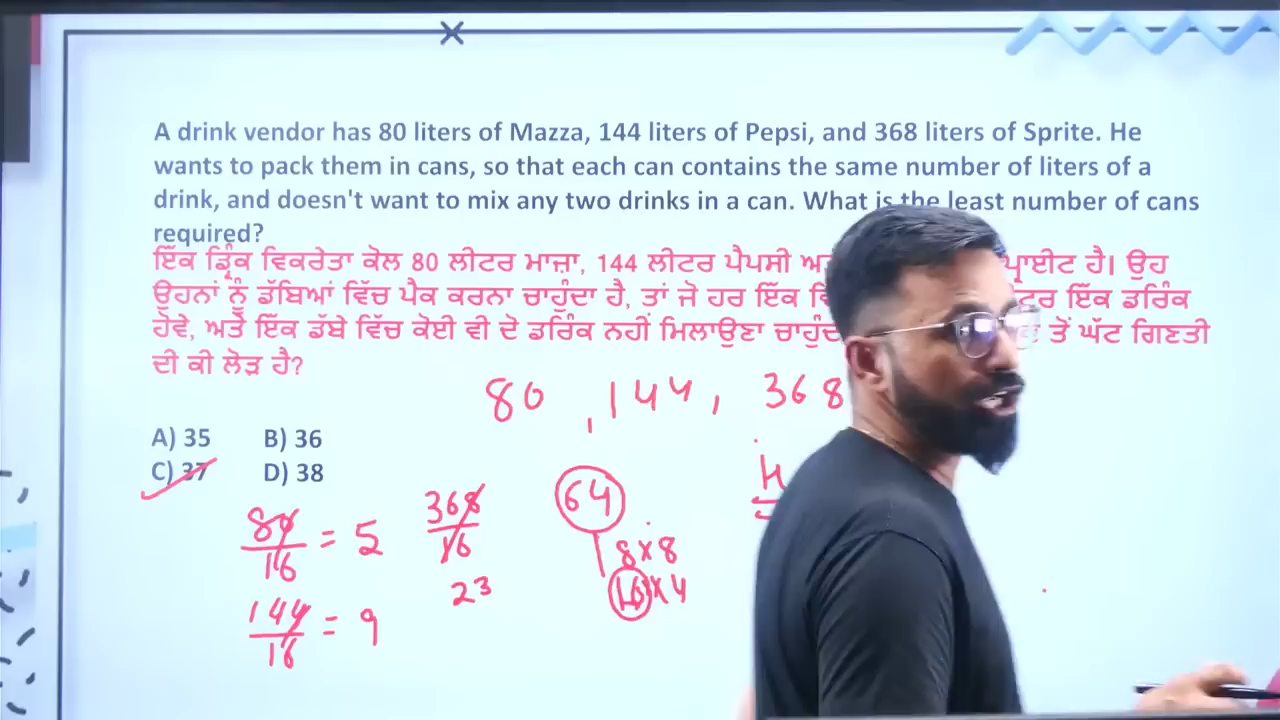 A drink vendor has 80 liters of Mazza, 144 liters of Pepsi, and 368 liters of Sprite. He
wants to pack them in cans, so that each can contains the same number of liters of a
drink, and doesn't want to mix any two drinks in a can. What is the least number of cans
required?
ਇੱਕ ਡ੍ਰਿੰਕ ਵਿਕਰੇਤਾ ਕੋਲ 80 ਲੀਟਰ ਮਾਜ਼ਾ, 144 ਲੀਟਰ ਪੈਪਸੀ ਹੈ। ਉਹ
ਉਹਨਾਂ ਨੂੰ ਡੱਬਿਆਂ ਵਿੱਚ ਪੈਕ ਕਰਨਾ ਚਾਹੁੰਦਾ ਹੈ, ਤਾਂ ਜੋ ਹਰ ਇੱਕ ਇੱਕ ਡਰਿੰਕ
ਹੋਵੇ, ਅਤੇ ਇੱਕ ਡੱਬੇ ਵਿੱਚ ਕੋਈ ਵੀ ਦੋ ਡਰਿੰਕ ਨਹੀਂ ਮਿਲਾਉਣਾ ਤੋਂ ਘੱਟ ਗਿਣਤੀ
ਦੀ ਕੀ ਲੋੜ ਹੈ?
80, 144, 368
A) 35 B) 36
C) 37 D) 38
80/16 = 5
368/16
23
64
8×8
16×4
H
144/16 = 9